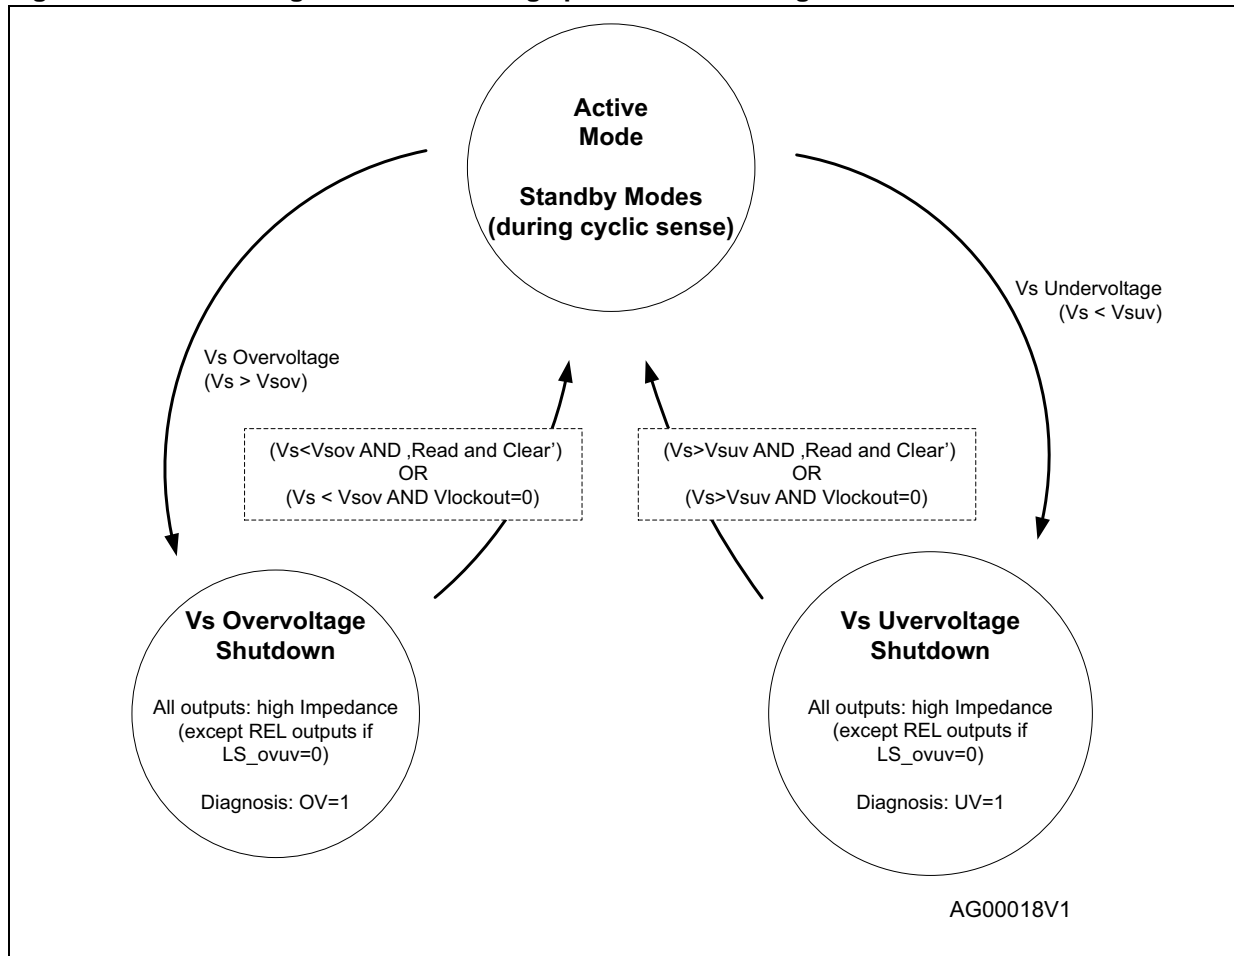 Active
Mode
Standby Modes
(during cyclic sense)
Vs Undervoltage
(Vs < Vsuv)
Vs Overvoltage
(Vs > Vsov)
(Vs<Vsov AND ‚Read and Clear’)
OR
(Vs < Vsov AND Vlockout=0)
(Vs>Vsuv AND ‚Read and Clear’)
OR
(Vs>Vsuv AND Vlockout=0)
Vs Overvoltage
Shutdown
All outputs: high Impedance
(except REL outputs if
LS_ovuv=0)
Diagnosis: OV=1
Vs Uvervoltage
Shutdown
All outputs: high Impedance
(except REL outputs if
LS_ovuv=0)
Diagnosis: UV=1
AG00018V1